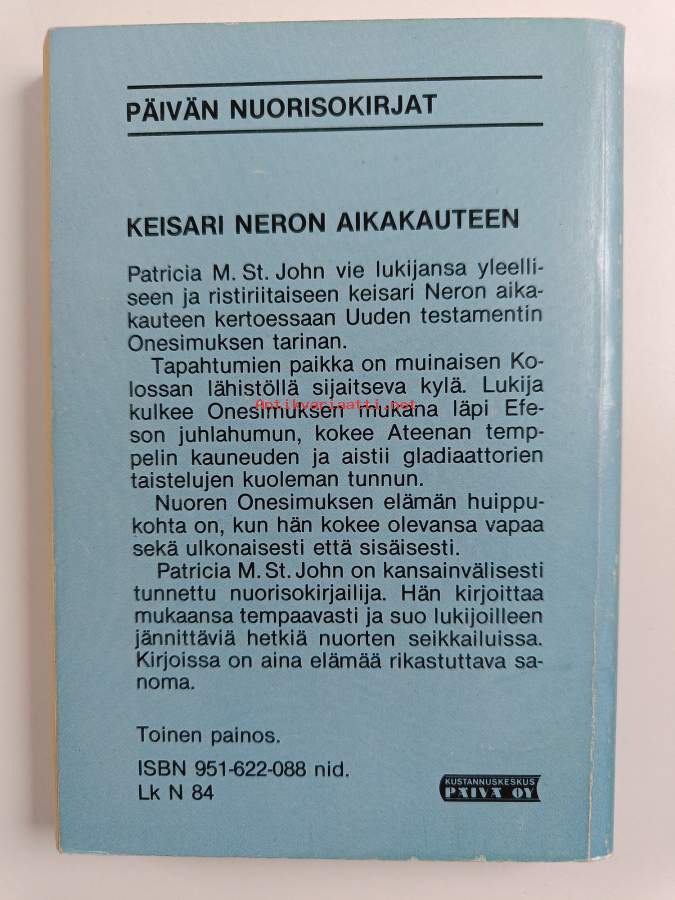 PÄIVÄN NUORISOKIRJAT
KEISARI NERON AIKAKAUTEEN
Patricia M. St. John vie lukijansa yleelli-
seen ja ristiriitaiseen keisari Neron aika-
kauteen kertoessaan Uuden testamentin
Onesimuksen tarinan.
Tapahtumien paikka on muinaisen Ko-
lossan lähistöllä sijaitseva kylä. Lukija
kulkee Onesimuksen mukana läpi Efe-
Antikvariaatti.net
son juhlahumun, kokee Ateenan temp-
pelin kauneuden ja aistii gladiaattorien
taistelujen kuoleman tunnun.
Nuoren Onesimuksen elämän huippu-
kohta on, kun hän kokee olevansa vapaa
sekä ulkonaisesti että sisäisesti.
Patricia M. St. John on kansainvälisesti
tunnettu nuorisokirjailija. Hän kirjoittaa
mukaansa tempaavasti ja suo lukijoilleen
jännittäviä hetkiä nuorten seikkailuissa.
Kirjoissa on aina elämää rikastuttava sa-
noma.
Toinen painos.
ISBN 951-622-088 nid.
Lk N 84
KUSTANNUSKESKUS
PÄIVÄ OY